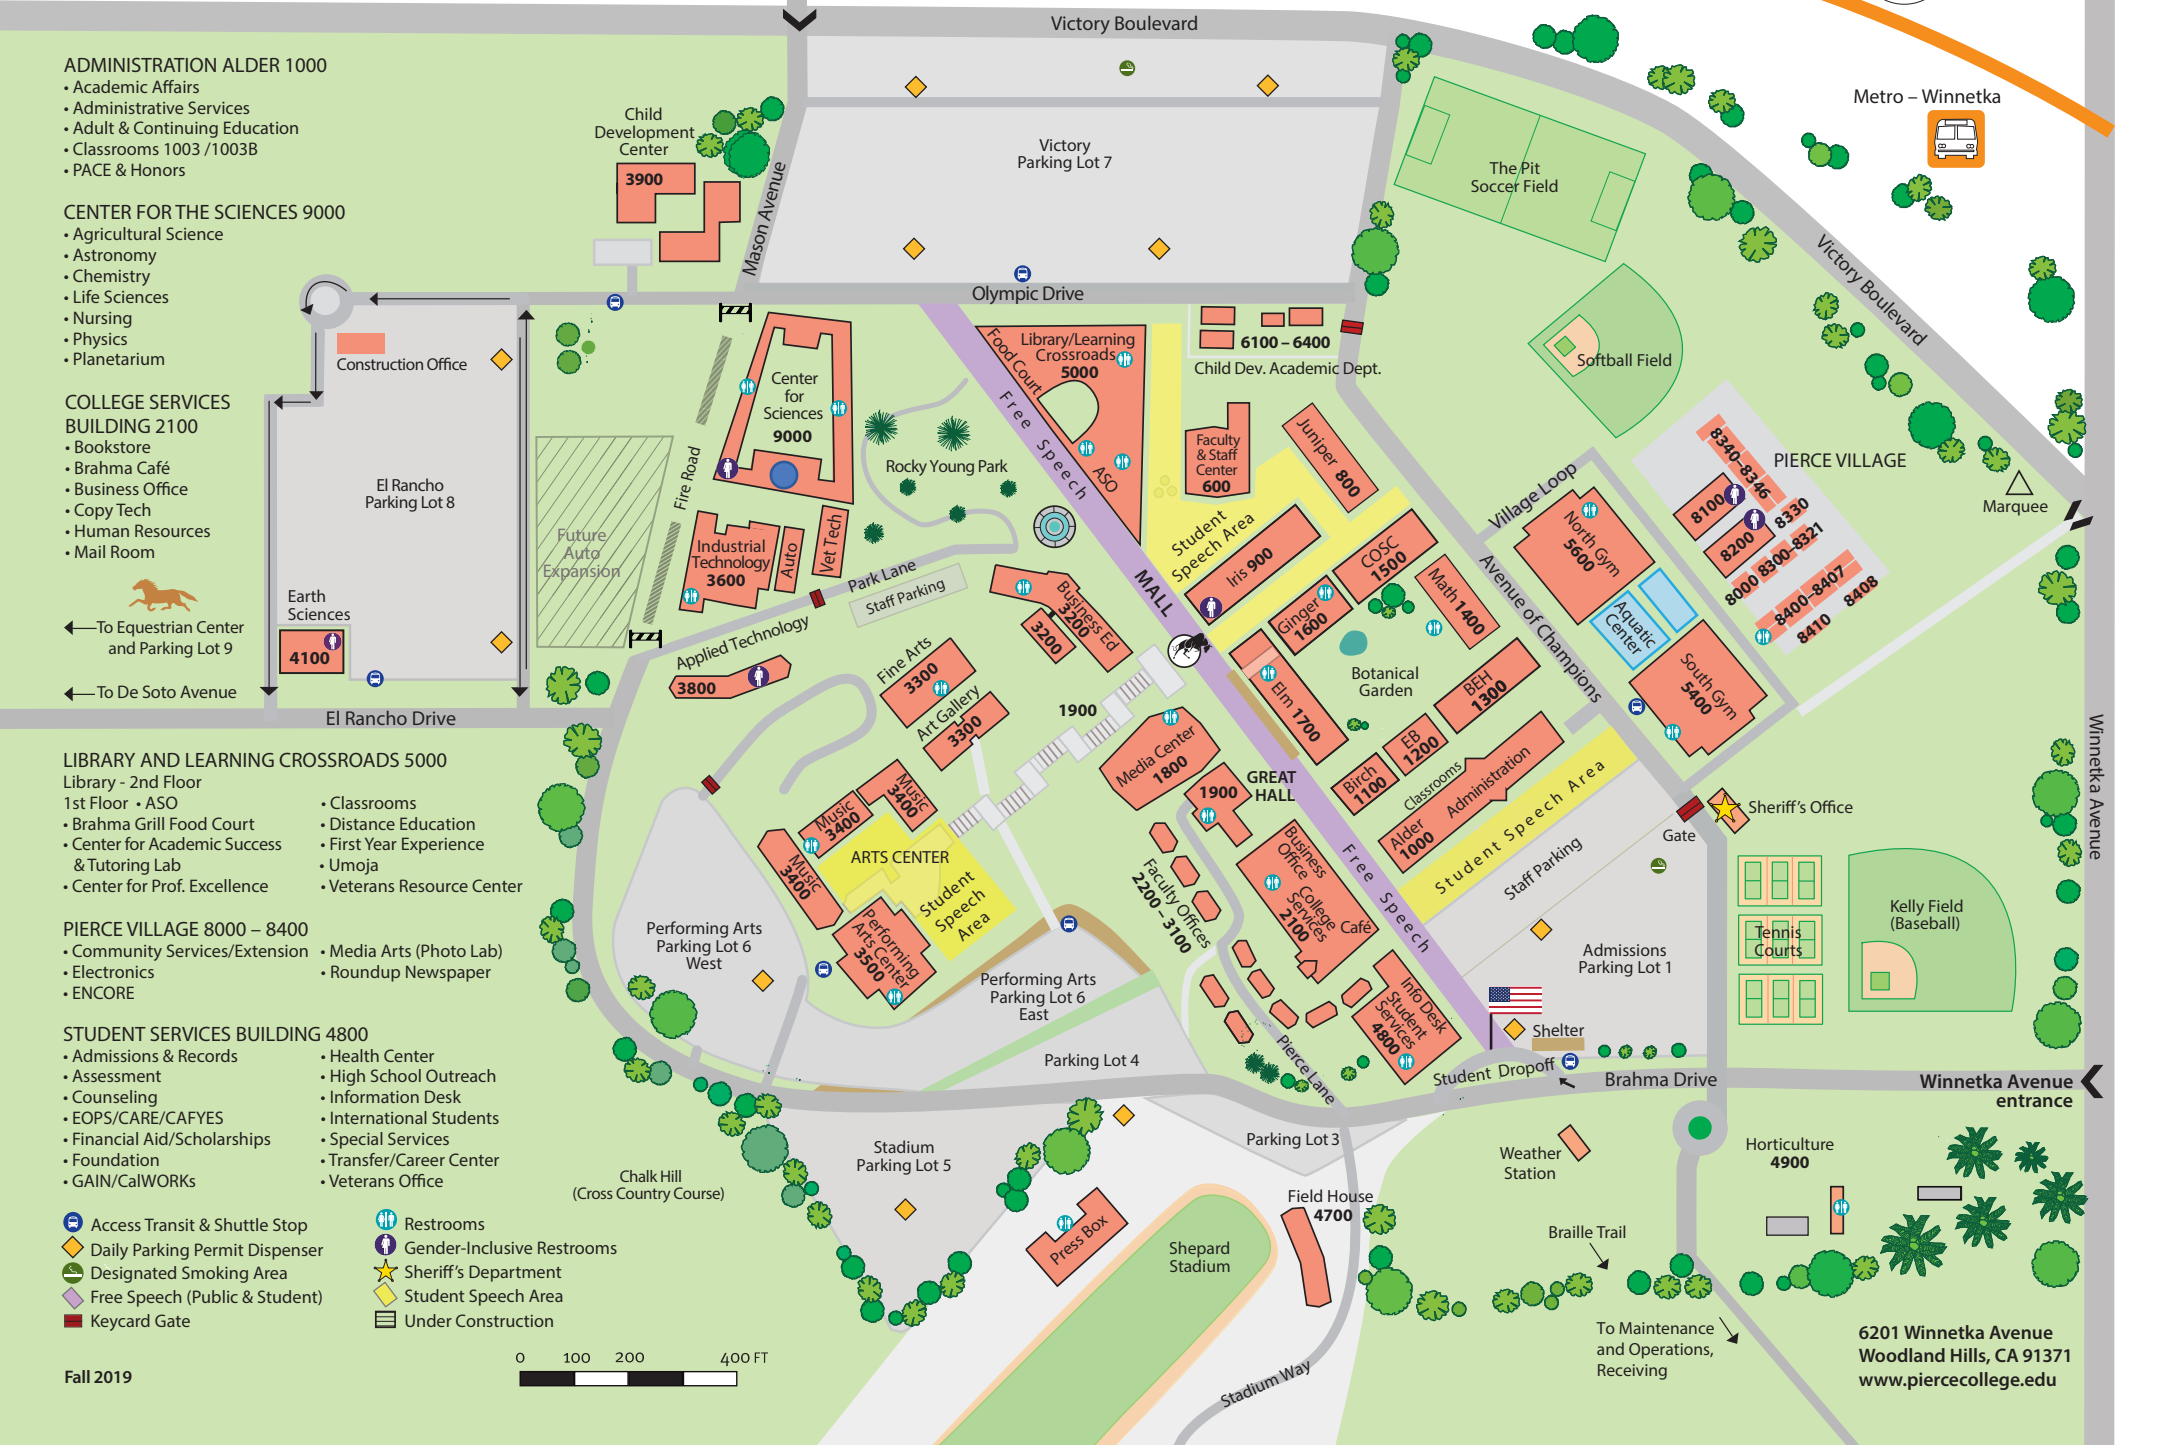 Victory Boulevard
ADMINISTRATION ALDER 1000
• Academic Affairs
• Administrative Services
• Adult & Continuing Education
• Classrooms 1003 /1003B
• PACE & Honors
CENTER FOR THE SCIENCES 9000
• Agricultural Science
• Astronomy
• Chemistry
• Life Sciences
• Nursing
• Physics
• Planetarium
COLLEGE SERVICES
BUILDING 2100
• Bookstore
• Brahma Café
• Business Office
• Copy Tech
• Human Resources
• Mail Room
To Equestrian Center
and Parking Lot 9
To De Soto Avenue
El Rancho Drive
LIBRARY AND LEARNING CROSSROADS 5000
Library - 2nd Floor
1st Floor • ASO
• Brahma Grill Food Court
• Center for Academic Success
& Tutoring Lab
• Center for Prof. Excellence
• Classrooms
• Distance Education
• First Year Experience
• Umoja
• Veterans Resource Center
PIERCE VILLAGE 8000 – 8400
• Community Services/Extension
• Electronics
• ENCORE
• Media Arts (Photo Lab)
• Roundup Newspaper
STUDENT SERVICES BUILDING 4800
• Admissions & Records
• Assessment
• Counseling
• EOPS/CARE/CAFYES
• Financial Aid/Scholarships
• Foundation
• GAIN/CalWORKs
• Health Center
• High School Outreach
• Information Desk
• International Students
• Special Services
• Transfer/Career Center
• Veterans Office
Access Transit & Shuttle Stop
Daily Parking Permit Dispenser
Designated Smoking Area
Free Speech (Public & Student)
Keycard Gate
Restrooms
Gender-Inclusive Restrooms
Sheriff's Department
Student Speech Area
Under Construction
Fall 2019
0 100 200 400 FT
Child
Development
Center
3900
Mason Avenue
Victory
Parking Lot 7
Olympic Drive
The Pit
Soccer Field
Metro – Winnetka
Victory Boulevard
Softball Field
Construction Office
El Rancho
Parking Lot 8
Earth
Sciences
4100
Future
Auto
Expansion
Fire Road
Center
for
Sciences
9000
Industrial
Technology
3600
Auto
Vet Tech
Rocky Young Park
Park Lane
Staff Parking
Applied Technology
3800
Library/Learning
Crossroads
5000
Food Court
ASO
Free Speech
MALL
6100 – 6400
Child Dev. Academic Dept.
Faculty
& Staff
Center
600
Juniper 800
Student
Speech Area
Iris 900
COSC
1500
Ginger
1600
Math 1400
Botanical
Garden
Elm 1700
BEH
1300
EB
1200
Birch
1100
Classrooms
Administration
Alder
1000
Student Speech Area
Village Loop
Avenue of Champions
North Gym
5600
Aquatic
Center
South Gym
5400
PIERCE VILLAGE
8340–8346
8100
8200
8330
8300–8321
8000
8400–8407
8408
8410
Marquee
Winnetka Avenue
Business Ed
3200
3200
Fine Arts
3300
Art Gallery
3300
1900
Media Center
1800
1900
GREAT
HALL
Music
3400
Music
3400
Music
3400
ARTS CENTER
Student
Speech
Area
Performing
Arts Center
3500
Faculty Offices
2200 – 3100
Business
Office
College
Services
2100
Café
Free Speech
Info Desk
Student
Services
4800
Staff Parking
Gate
Sheriff's Office
Admissions
Parking Lot 1
Tennis
Courts
Kelly Field
(Baseball)
Shelter
Student Dropoff
Brahma Drive
Winnetka Avenue
entrance
Performing Arts
Parking Lot 6
West
Performing Arts
Parking Lot 6
East
Parking Lot 4
Pierce Lane
Parking Lot 3
Stadium
Parking Lot 5
Chalk Hill
(Cross Country Course)
Press Box
Shepard
Stadium
Field House
4700
Stadium Way
Weather
Station
Horticulture
4900
Braille Trail
To Maintenance
and Operations,
Receiving
6201 Winnetka Avenue
Woodland Hills, CA 91371
www.piercecollege.edu